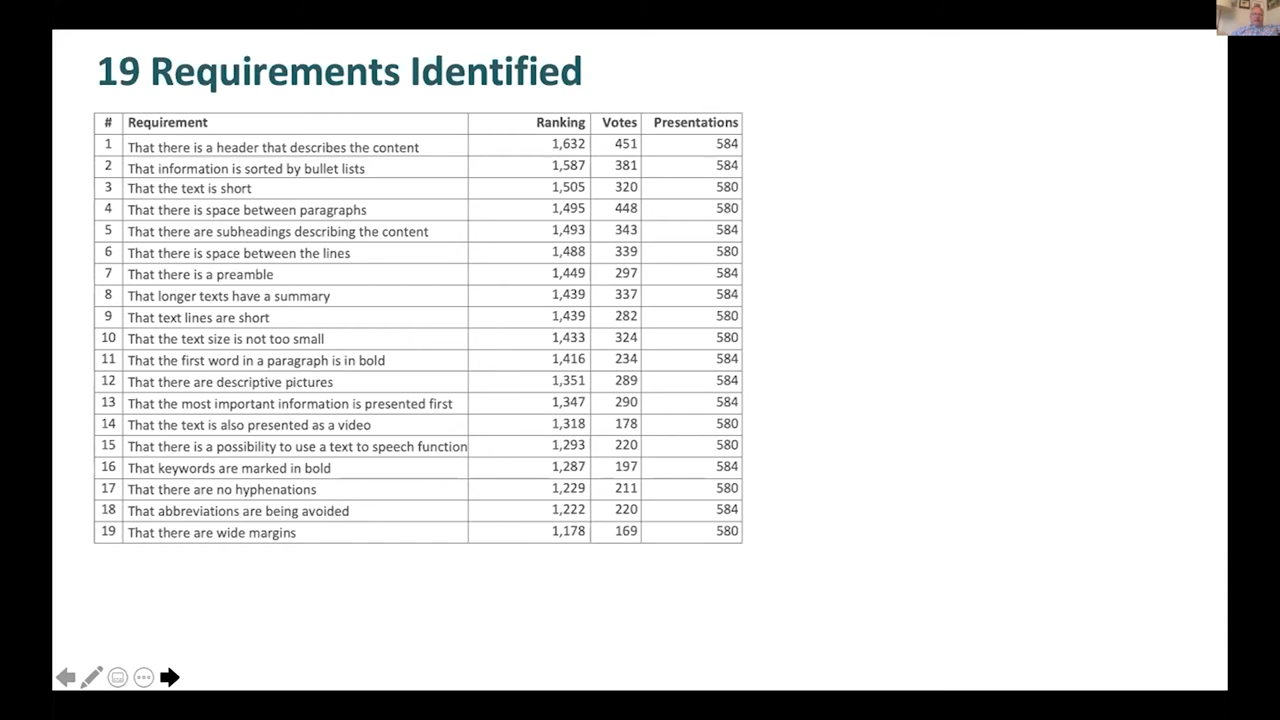 19 Requirements Identified
# Requirement Ranking Votes Presentations
1 That there is a header that describes the content 1,632 451 584
2 That information is sorted by bullet lists 1,587 381 584
3 That the text is short 1,505 320 580
4 That there is space between paragraphs 1,495 448 580
5 That there are subheadings describing the content 1,493 343 584
6 That there is space between the lines 1,488 339 580
7 That there is a preamble 1,449 297 584
8 That longer texts have a summary 1,439 337 584
9 That text lines are short 1,439 282 580
10 That the text size is not too small 1,433 324 580
11 That the first word in a paragraph is in bold 1,416 234 584
12 That there are descriptive pictures 1,351 289 584
13 That the most important information is presented first 1,347 290 584
14 That the text is also presented as a video 1,318 178 580
15 That there is a possibility to use a text to speech function 1,293 220 580
16 That keywords are marked in bold 1,287 197 584
17 That there are no hyphenations 1,229 211 580
18 That abbreviations are being avoided 1,222 220 584
19 That there are wide margins 1,178 169 580